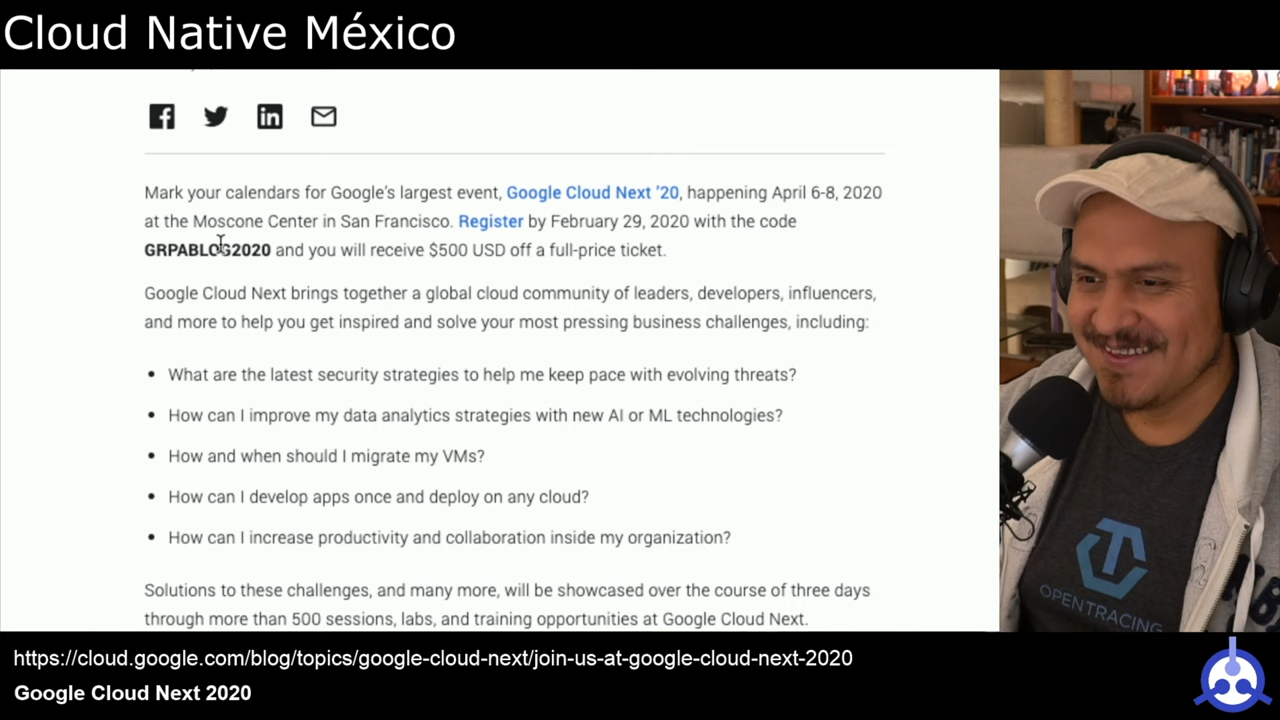 Cloud Native México
Mark your calendars for Google's largest event, Google Cloud Next '20, happening April 6-8, 2020
at the Moscone Center in San Francisco. Register by February 29, 2020 with the code
GRPABLOG2020 and you will receive $500 USD off a full-price ticket.
Google Cloud Next brings together a global cloud community of leaders, developers, influencers,
and more to help you get inspired and solve your most pressing business challenges, including:
• What are the latest security strategies to help me keep pace with evolving threats?
• How can I improve my data analytics strategies with new AI or ML technologies?
• How and when should I migrate my VMs?
• How can I develop apps once and deploy on any cloud?
• How can I increase productivity and collaboration inside my organization?
Solutions to these challenges, and many more, will be showcased over the course of three days
through more than 500 sessions, labs, and training opportunities at Google Cloud Next.
OPENTRACING
https://cloud.google.com/blog/topics/google-cloud-next/join-us-at-google-cloud-next-2020
Google Cloud Next 2020